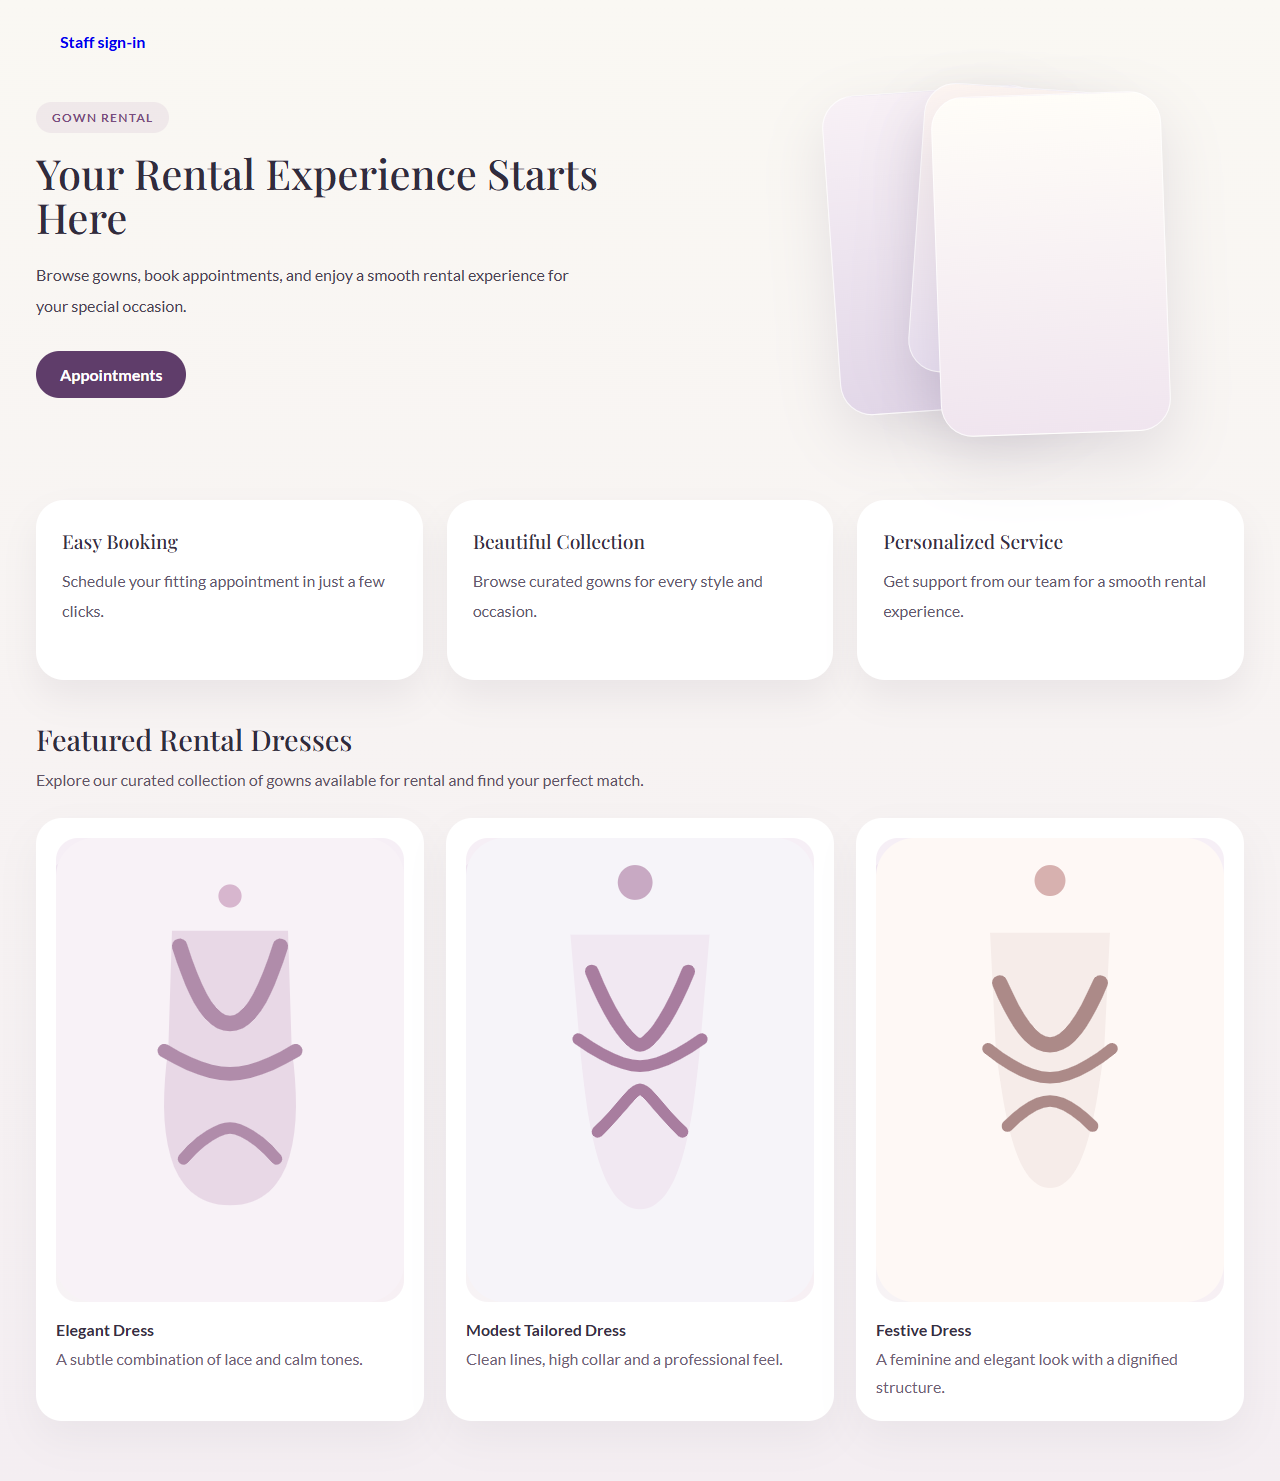 Staff sign-in
GOWN RENTAL
Your Rental Experience Starts
Here
Browse gowns, book appointments, and enjoy a smooth rental experience for
your special occasion.
Appointments
Easy Booking
Schedule your fitting appointment in just a few
clicks.
Beautiful Collection
Browse curated gowns for every style and
occasion.
Personalized Service
Get support from our team for a smooth rental
experience.
Featured Rental Dresses
Explore our curated collection of gowns available for rental and find your perfect match.
Elegant Dress
A subtle combination of lace and calm tones.
Modest Tailored Dress
Clean lines, high collar and a professional feel.
Festive Dress
A feminine and elegant look with a dignified
structure.